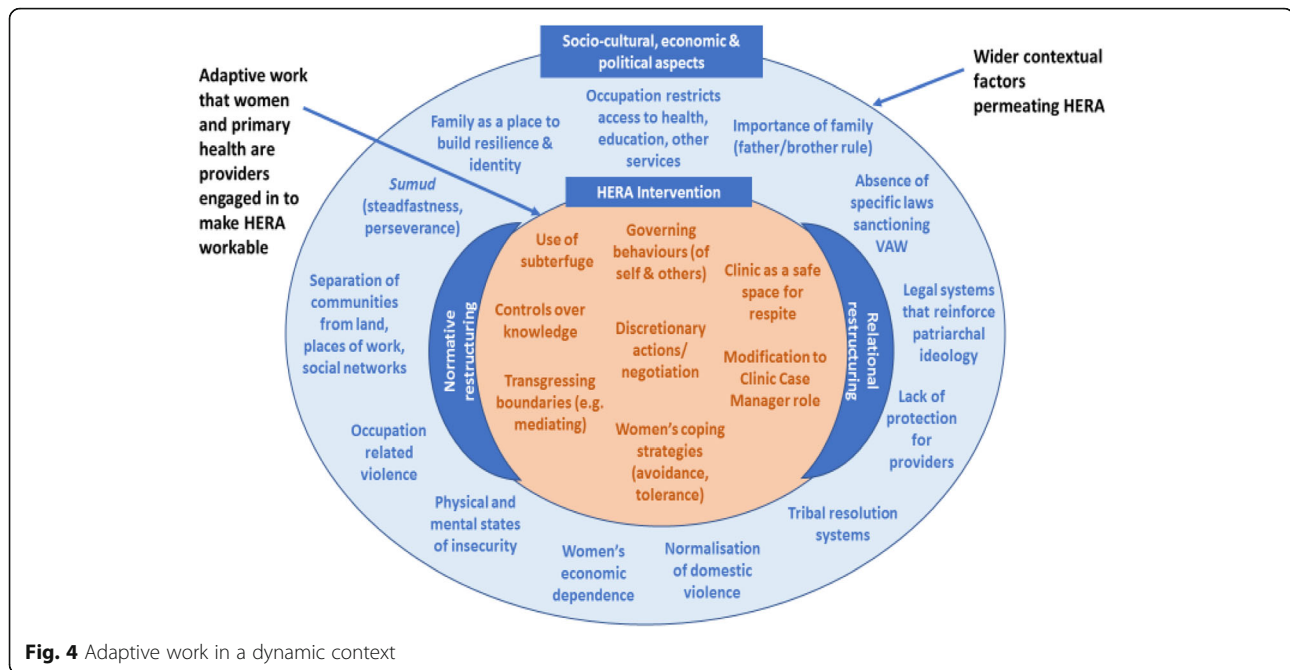 Socio-cultural, economic &
political aspects
Adaptive work
that women
and primary
health are
providers
engaged in to
make HERA
workable
Wider contextual
factors
permeating HERA
Family as a place to
build resilience &
identity
Occupation restricts
access to health,
education, other
services
Importance of family
(father/brother rule)
Sumud
(steadfastness,
perseverance)
Absence of
specific laws
sanctioning
VAW
Separation of
communities
from land,
places of work,
social networks
Legal systems
that reinforce
patriarchal
ideology
Occupation
related
violence
Lack of
protection
for
providers
Physical and
mental states
of insecurity
Women's
economic
dependence
Normalisation
of domestic
violence
Tribal resolution
systems
HERA Intervention
Normative
restructuring
Relational
restructuring
Use of
subterfuge
Governing
behaviours (of
self & others)
Clinic as a safe
space for
respite
Controls over
knowledge
Discretionary
actions/
negotiation
Modification to
Clinic Case
Manager role
Transgressing
boundaries (e.g.
mediating)
Women's coping
strategies
(avoidance,
tolerance)
Fig. 4 Adaptive work in a dynamic context